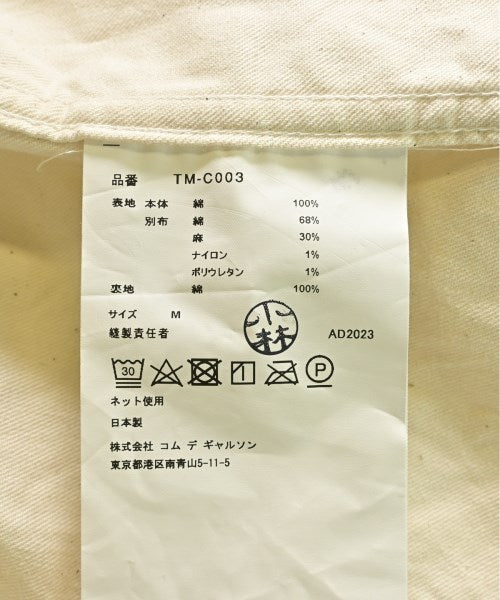 品番 TM-C003
表地 本体 綿 100%
別布 綿 68%
麻 30%
ナイロン 1%
ポリウレタン 1%
裏地 綿 100%
サイズ M
縫製責任者 小林 AD2023
30 P
ネット使用
日本製
株式会社 コム デ ギャルソン
東京都港区南青山5-11-5